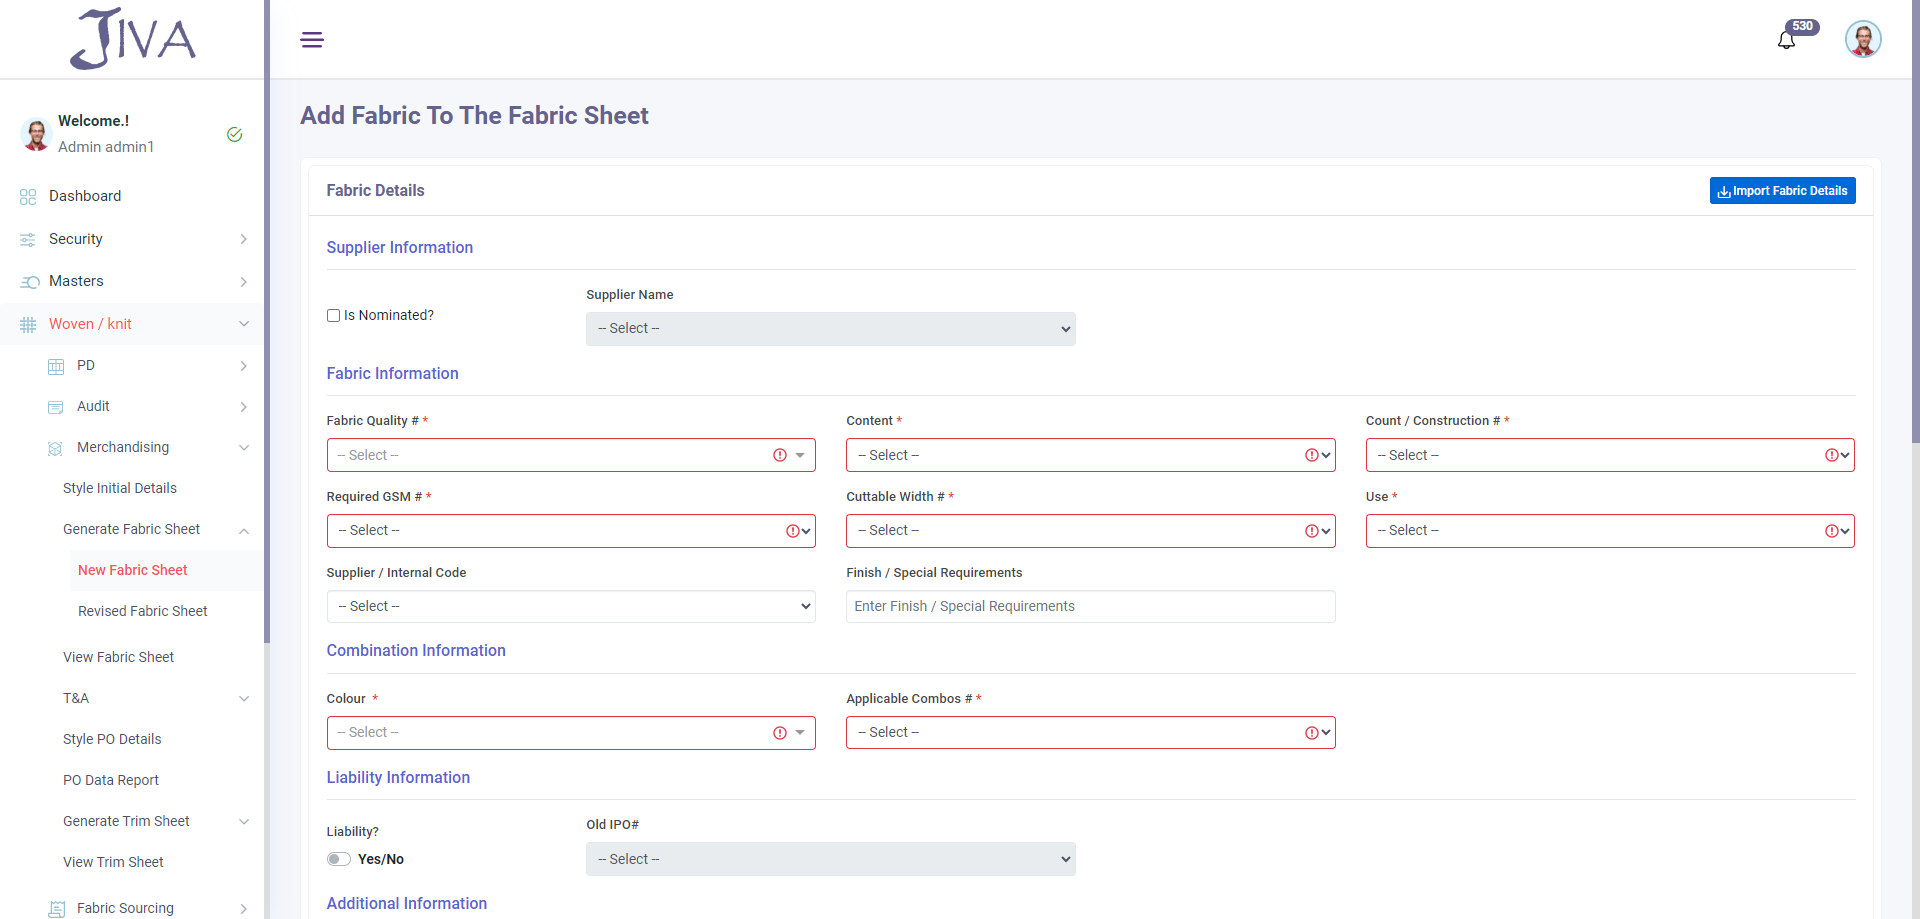 JIVA
530
Welcome.!
Admin admin1
Dashboard
Security
Masters
Woven / knit
PD
Audit
Merchandising
Style Initial Details
Generate Fabric Sheet
New Fabric Sheet
Revised Fabric Sheet
View Fabric Sheet
T&A
Style PO Details
PO Data Report
Generate Trim Sheet
View Trim Sheet
Fabric Sourcing
Add Fabric To The Fabric Sheet
Fabric Details
Import Fabric Details
Supplier Information
Is Nominated?
Supplier Name
-- Select --
Fabric Information
Fabric Quality # *
-- Select --
Content *
-- Select --
Count / Construction # *
-- Select --
Required GSM # *
-- Select --
Cuttable Width # *
-- Select --
Use *
-- Select --
Supplier / Internal Code
-- Select --
Finish / Special Requirements
Enter Finish / Special Requirements
Combination Information
Colour *
-- Select --
Applicable Combos # *
-- Select --
Liability Information
Liability?
Yes/No
Old IPO#
-- Select --
Additional Information